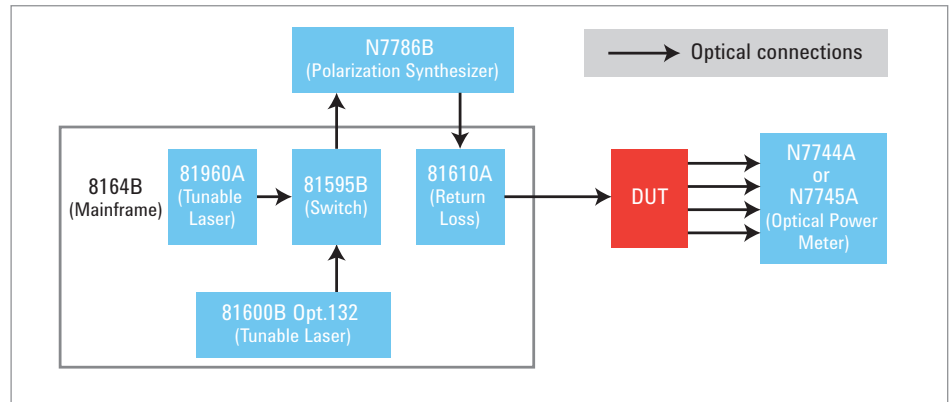 N7786B
(Polarization Synthesizer)
Optical connections
8164B
(Mainframe)
81960A
(Tunable
Laser)
81595B
(Switch)
81610A
(Return
Loss)
DUT
N7744A
or
N7745A
(Optical Power
Meter)
81600B Opt.132
(Tunable Laser)